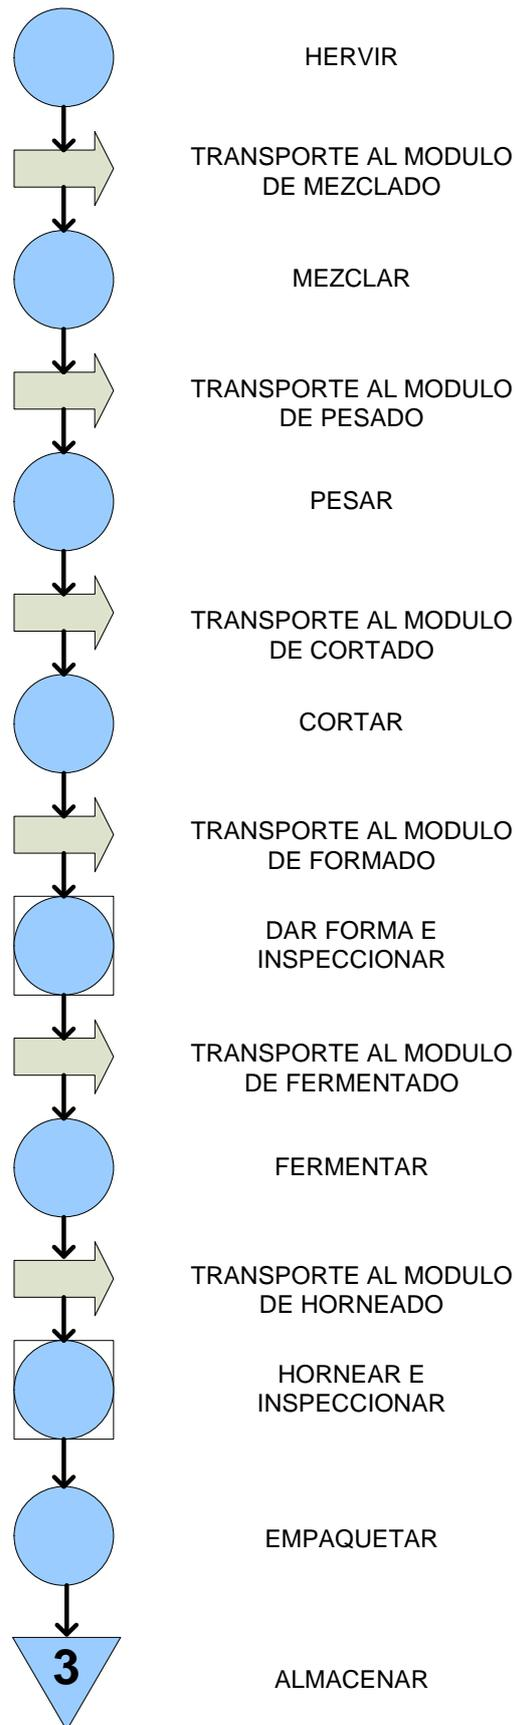 HERVIR
TRANSPORTE AL MODULO
DE MEZCLADO
MEZCLAR
TRANSPORTE AL MODULO
DE PESADO
PESAR
TRANSPORTE AL MODULO
DE CORTADO
CORTAR
TRANSPORTE AL MODULO
DE FORMADO
DAR FORMA E
INSPECCIONAR
TRANSPORTE AL MODULO
DE FERMENTADO
FERMENTAR
TRANSPORTE AL MODULO
DE HORNEADO
HORNEAR E
INSPECCIONAR
EMPAQUETAR
3
ALMACENAR